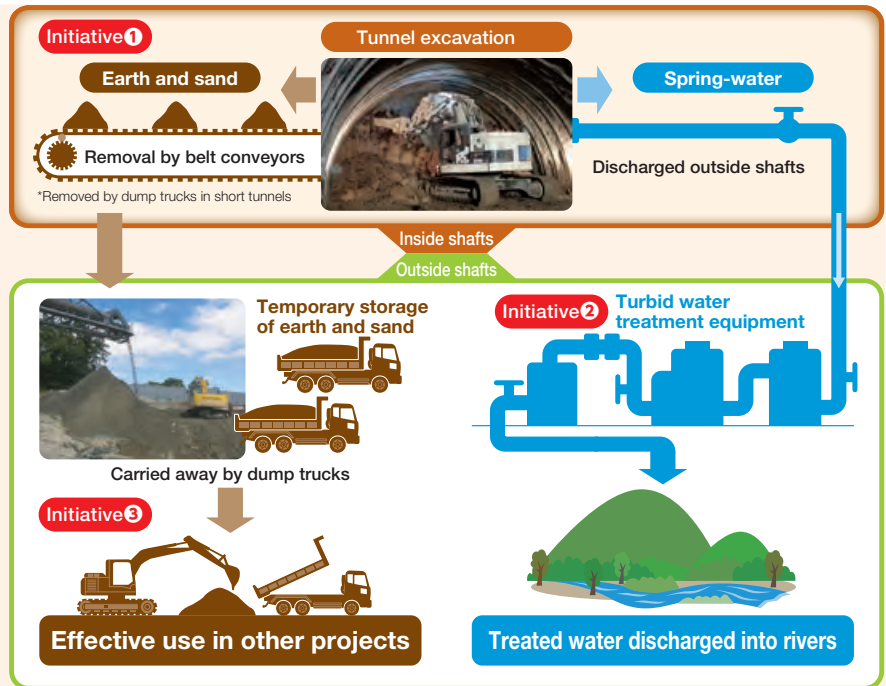 Initiative❶
Tunnel excavation
Earth and sand
Spring-water
Removal by belt conveyors
Discharged outside shafts
*Removed by dump trucks in short tunnels
Inside shafts
Outside shafts
Temporary storage
of earth and sand
Initiative❷
Turbid water
treatment equipment
Carried away by dump trucks
Initiative❸
Effective use in other projects
Treated water discharged into rivers